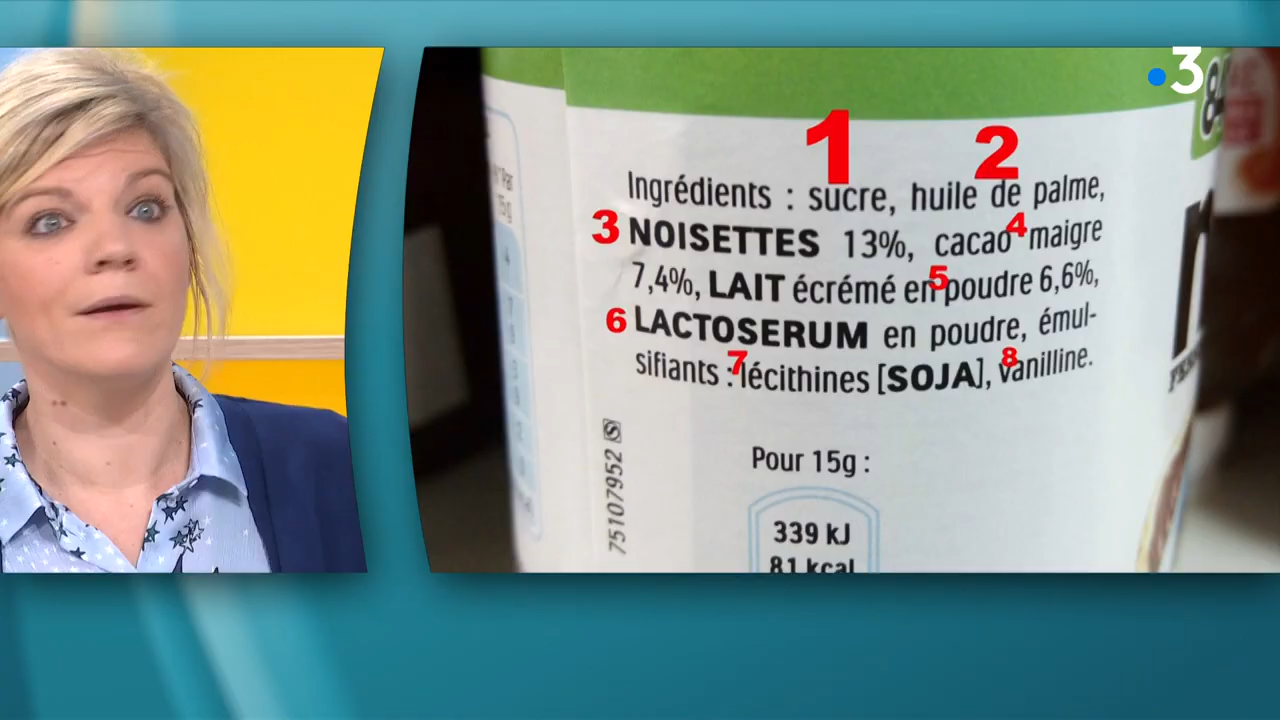 3
1
2
Ingrédients : sucre, huile de palme,
3 NOISETTES 13%, cacao 4 maigre
7,4%, LAIT écrémé en 5 poudre 6,6%,
6 LACTOSERUM en poudre, émul-
sifiants : 7 lécithines [SOJA], 8 vanilline.
75107952 S
Pour 15g :
339 kJ
81 kcal